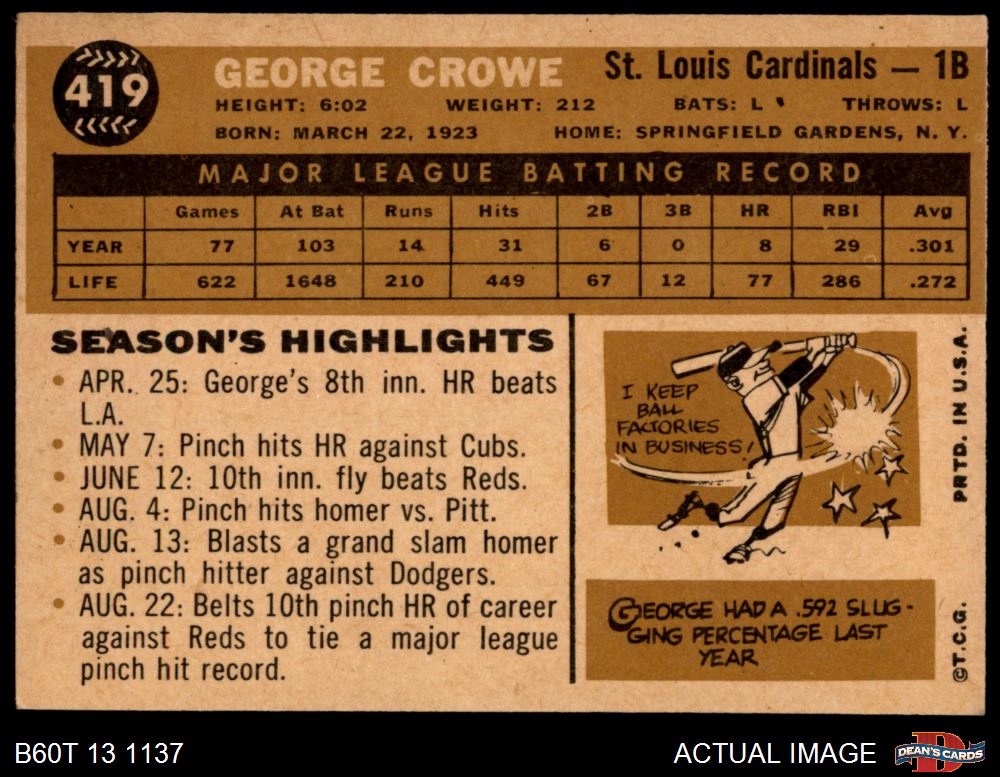 419
GEORGE CROWE St. Louis Cardinals — 1B
HEIGHT: 6:02 WEIGHT: 212 BATS: L THROWS: L
BORN: MARCH 22, 1923 HOME: SPRINGFIELD GARDENS, N. Y.
MAJOR LEAGUE BATTING RECORD
Games At Bat Runs Hits 2B 3B HR RBI Avg
YEAR 77 103 14 31 6 0 8 29 .301
LIFE 622 1648 210 449 67 12 77 286 .272
SEASON'S HIGHLIGHTS
• APR. 25: George's 8th inn. HR beats
L.A.
• MAY 7: Pinch hits HR against Cubs.
• JUNE 12: 10th inn. fly beats Reds.
• AUG. 4: Pinch hits homer vs. Pitt.
• AUG. 13: Blasts a grand slam homer
as pinch hitter against Dodgers.
• AUG. 22: Belts 10th pinch HR of career
against Reds to tie a major league
pinch hit record.
I KEEP
BALL
FACTORIES
IN BUSINESS!
GEORGE HAD A .592 SLUG-
GING PERCENTAGE LAST
YEAR
PRTD. IN U.S.A.
©T.C.G.
B60T 13 1137
ACTUAL IMAGE
D
DEAN'S CARDS